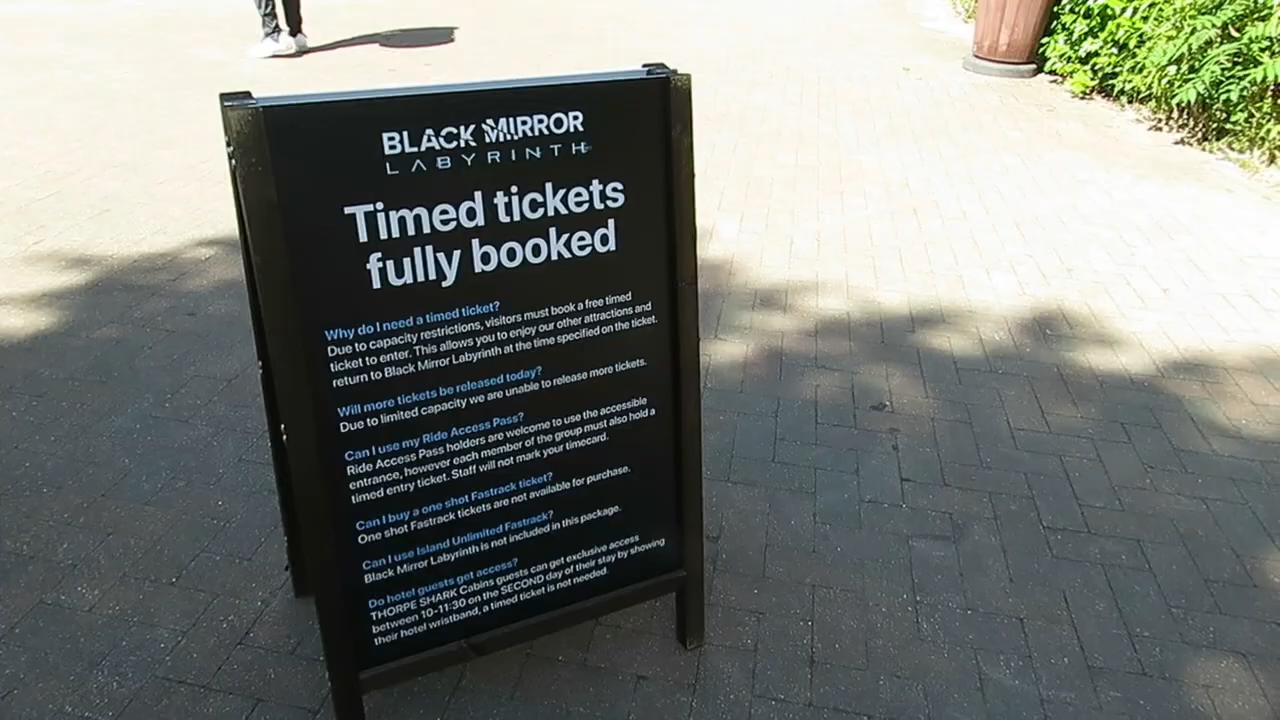 BLACK MIRROR
LABYRINTH
Timed tickets
fully booked
Why do I need a timed ticket?
Due to capacity restrictions, visitors must book a free timed
ticket to enter. This allows you to enjoy our other attractions and
return to Black Mirror Labyrinth at the time specified on the ticket.
Will more tickets be released today?
Due to limited capacity we are unable to release more tickets.
Can I use my Ride Access Pass?
Ride Access Pass holders are welcome to use the accessible
entrance, however each member of the group must also hold a
timed entry ticket. Staff will not mark your timecard.
Can I buy a one shot Fastrack ticket?
One shot Fastrack tickets are not available for purchase.
Can I use Island Unlimited Fastrack?
Black Mirror Labyrinth is not included in this package.
Do hotel guests get access?
THORPE SHARK Cabins guests can get exclusive access
between 10-11:30 on the SECOND day of their stay by showing
their hotel wristband, a timed ticket is not needed.